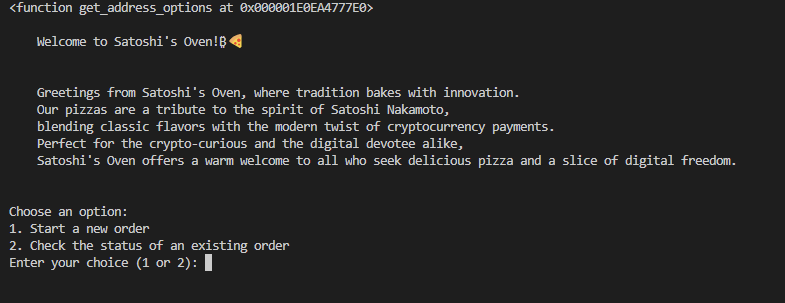 <function get_address_options at 0x000001E0EA4777E0>
Welcome to Satoshi's Oven!₿🍕
Greetings from Satoshi's Oven, where tradition bakes with innovation.
Our pizzas are a tribute to the spirit of Satoshi Nakamoto,
blending classic flavors with the modern twist of cryptocurrency payments.
Perfect for the crypto-curious and the digital devotee alike,
Satoshi's Oven offers a warm welcome to all who seek delicious pizza and a slice of digital freedom.
Choose an option:
1. Start a new order
2. Check the status of an existing order
Enter your choice (1 or 2):